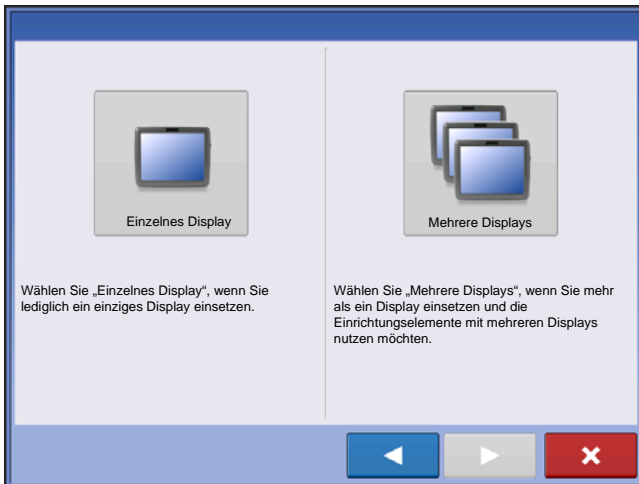 Einzelnes Display
Wählen Sie „Einzelnes Display“, wenn Sie
lediglich ein einziges Display einsetzen.
Mehrere Displays
Wählen Sie „Mehrere Displays“, wenn Sie mehr
als ein Display einsetzen und die
Einrichtungselemente mit mehreren Displays
nutzen möchten.